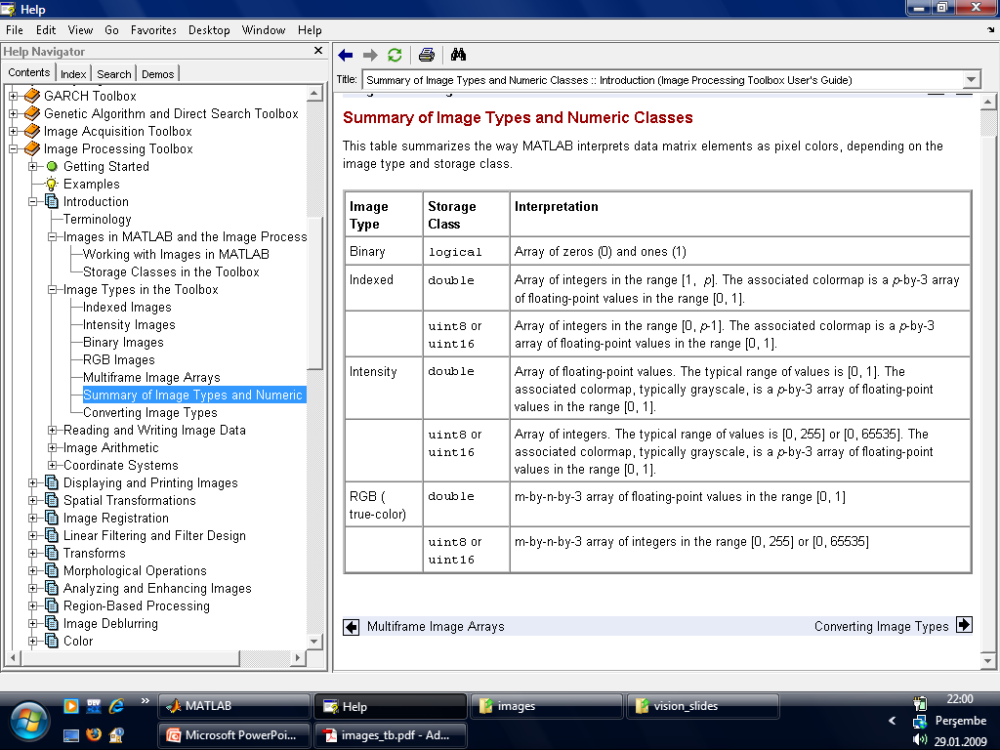 Help
File Edit View Go Favorites Desktop Window Help
Help Navigator
Contents Index Search Demos
GARCH Toolbox
Genetic Algorithm and Direct Search Toolbox
Image Acquisition Toolbox
Image Processing Toolbox
Getting Started
Examples
Introduction
Terminology
Images in MATLAB and the Image Process
Working with Images in MATLAB
Storage Classes in the Toolbox
Image Types in the Toolbox
Indexed Images
Intensity Images
Binary Images
RGB Images
Multiframe Image Arrays
Summary of Image Types and Numeric
Converting Image Types
Reading and Writing Image Data
Image Arithmetic
Coordinate Systems
Displaying and Printing Images
Spatial Transformations
Image Registration
Linear Filtering and Filter Design
Transforms
Morphological Operations
Analyzing and Enhancing Images
Region-Based Processing
Image Deblurring
Color
Title: Summary of Image Types and Numeric Classes :: Introduction (Image Processing Toolbox User's Guide)
Summary of Image Types and Numeric Classes
This table summarizes the way MATLAB interprets data matrix elements as pixel colors, depending on the
image type and storage class.
Image Type Storage Class Interpretation
Binary logical Array of zeros (0) and ones (1)
Indexed double Array of integers in the range [1, p]. The associated colormap is a p-by-3 array
of floating-point values in the range [0, 1].
uint8 or Array of integers in the range [0, p-1]. The associated colormap is a p-by-3
uint16 array of floating-point values in the range [0, 1].
Intensity double Array of floating-point values. The typical range of values is [0, 1]. The
associated colormap, typically grayscale, is a p-by-3 array of floating-point
values in the range [0, 1].
uint8 or Array of integers. The typical range of values is [0, 255] or [0, 65535]. The
uint16 associated colormap, typically grayscale, is a p-by-3 array of floating-point
values in the range [0, 1].
RGB ( double m-by-n-by-3 array of floating-point values in the range [0, 1]
true-color)
uint8 or m-by-n-by-3 array of integers in the range [0, 255] or [0, 65535]
uint16
Multiframe Image Arrays Converting Image Types
MATLAB Help images vision_slides
Microsoft PowerPoi... images_tb.pdf - Ad...
22:00
Perşembe
29.01.2009